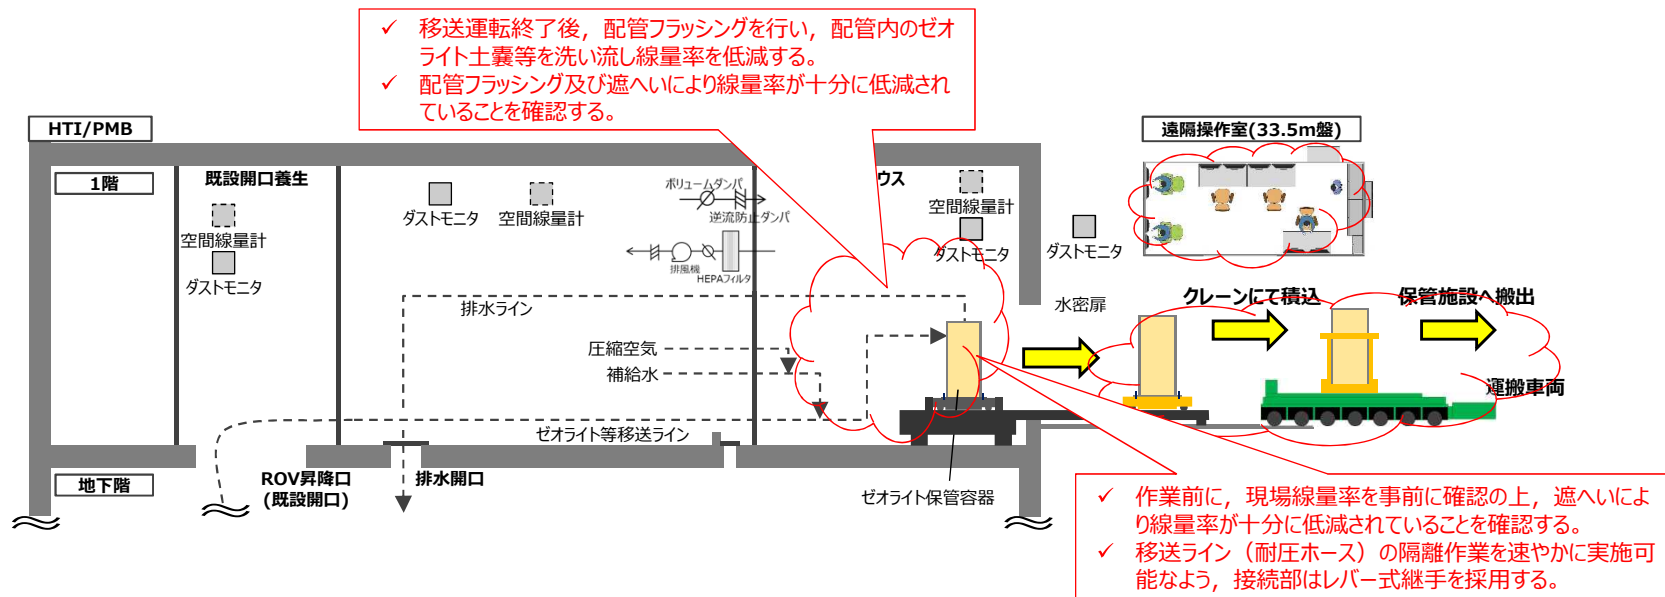 ✓ 移送運転終了後，配管フラッシングを行い，配管内のゼオ
ライト土嚢等を洗い流し線量率を低減する。
✓ 配管フラッシング及び遮へいにより線量率が十分に低減され
ていることを確認する。
HTI/PMB
遠隔操作室(33.5m盤)
1階
既設開口養生
ウス
ボリュームダンパ
空間線量計
ダストモニタ
ダストモニタ
空間線量計
逆流防止ダンパ
空間線量計
ダストモニタ
ダストモニタ
排風機
HEPAフィルタ
排水ライン
水密扉
クレーンにて積込
保管施設へ搬出
圧縮空気
補給水
運搬車両
ゼオライト等移送ライン
地下階
ROV昇降口
(既設開口)
排水開口
ゼオライト保管容器
✓ 作業前に，現場線量率を事前に確認の上，遮へいによ
り線量率が十分に低減されていることを確認する。
✓ 移送ライン（耐圧ホース）の隔離作業を速やかに実施可
能なよう，接続部はレバー式継手を採用する。